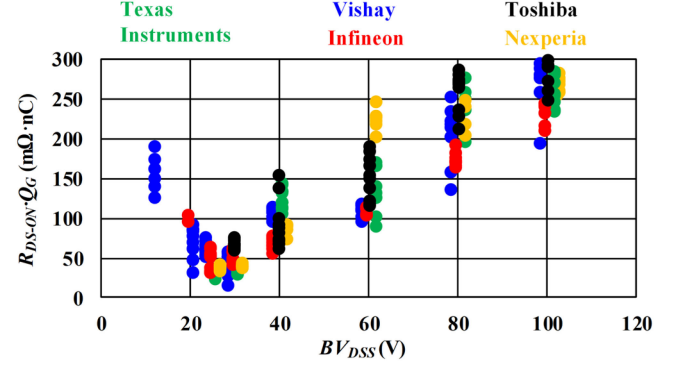 Texas Instruments
Vishay
Infineon
Toshiba
Nexperia
R_DS-ON·Q_G (mΩ·nC)
300
250
200
150
100
50
0
0 20 40 60 80 100 120
BV_DSS (V)